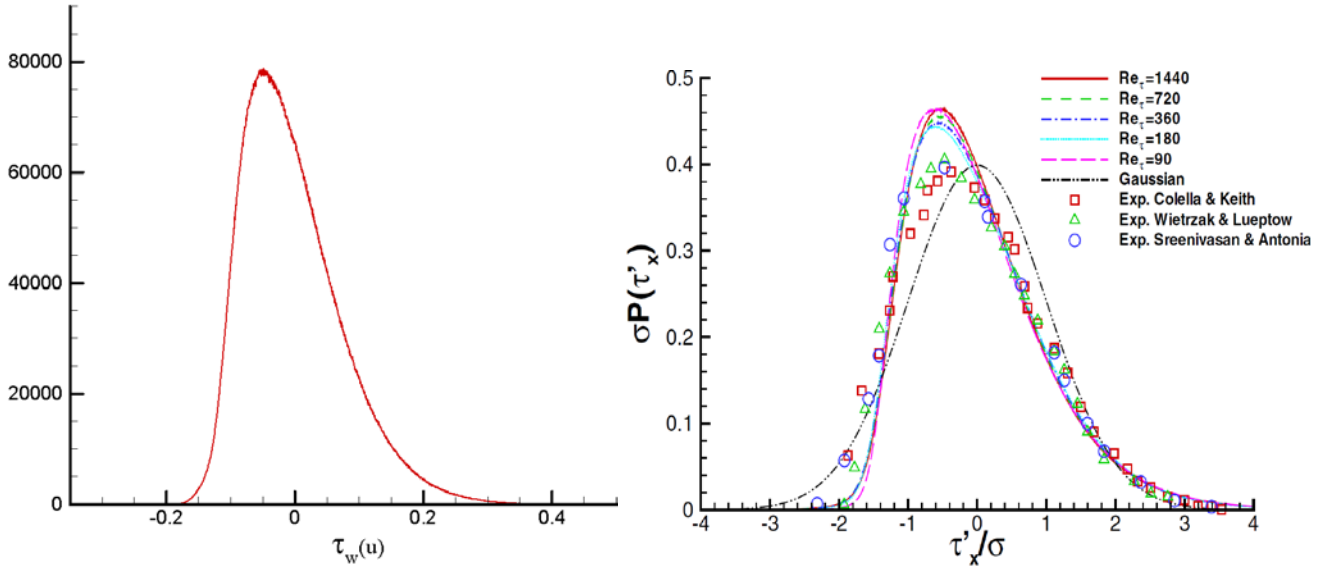 80000
60000
40000
20000
0
-0.2
0
0.2
0.4
τw(u)
0.5
0.4
0.3
0.2
0.1
0
-4
-3
-2
-1
0
1
2
3
4
σP(τ'x)
τ'x/σ
Reτ=1440
Reτ=720
Reτ=360
Reτ=180
Reτ=90
Gaussian
Exp. Colella & Keith
Exp. Wietrzak & Lueptow
Exp. Sreenivasan & Antonia